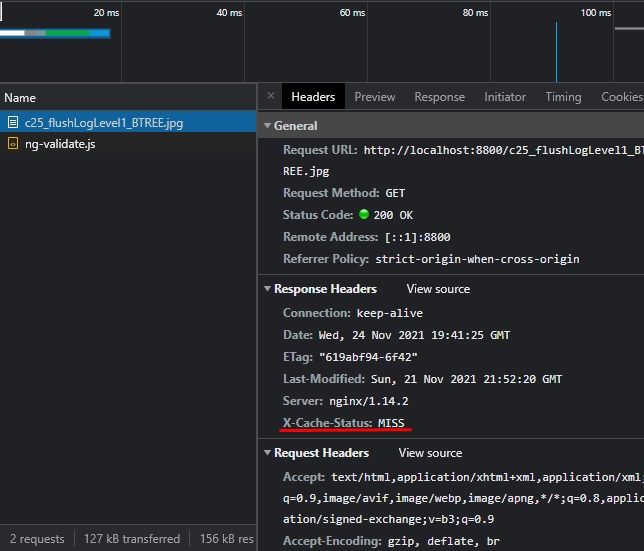 20 ms 40 ms 60 ms 80 ms 100 ms
Name
c25_flushLogLevel1_BTREE.jpg
ng-validate.js
2 requests 127 kB transferred 156 kB res
× Headers Preview Response Initiator Timing Cookies
General
Request URL: http://localhost:8800/c25_flushLogLevel1_BT
REE.jpg
Request Method: GET
Status Code: 200 OK
Remote Address: [::1]:8800
Referrer Policy: strict-origin-when-cross-origin
Response Headers View source
Connection: keep-alive
Date: Wed, 24 Nov 2021 19:41:25 GMT
ETag: "619abf94-6f42"
Last-Modified: Sun, 21 Nov 2021 21:52:20 GMT
Server: nginx/1.14.2
X-Cache-Status: MISS
Request Headers View source
Accept: text/html,application/xhtml+xml,application/xml;
q=0.9,image/avif,image/webp,image/apng,*/*;q=0.8,applic
ation/signed-exchange;v=b3;q=0.9
Accept-Encoding: gzip, deflate, br